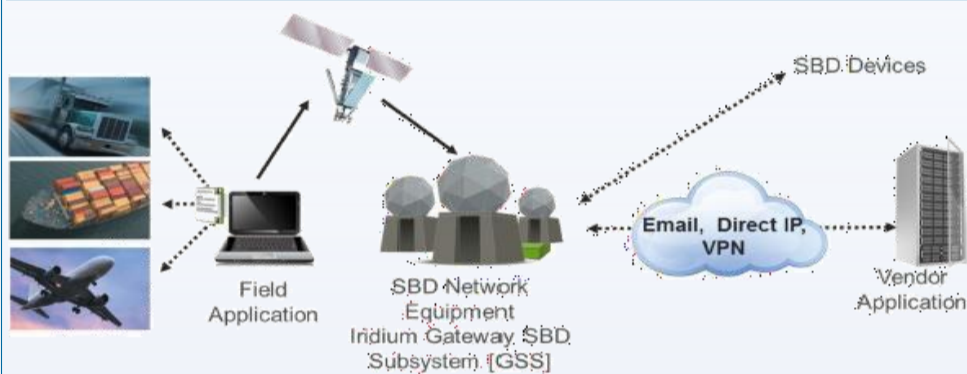 SBD Devices
Email, Direct IP,
VPN
Field
Application
SBD Network
Equipment
Iridium Gateway SBD
Subsystem [GSS]
Vendor
Application